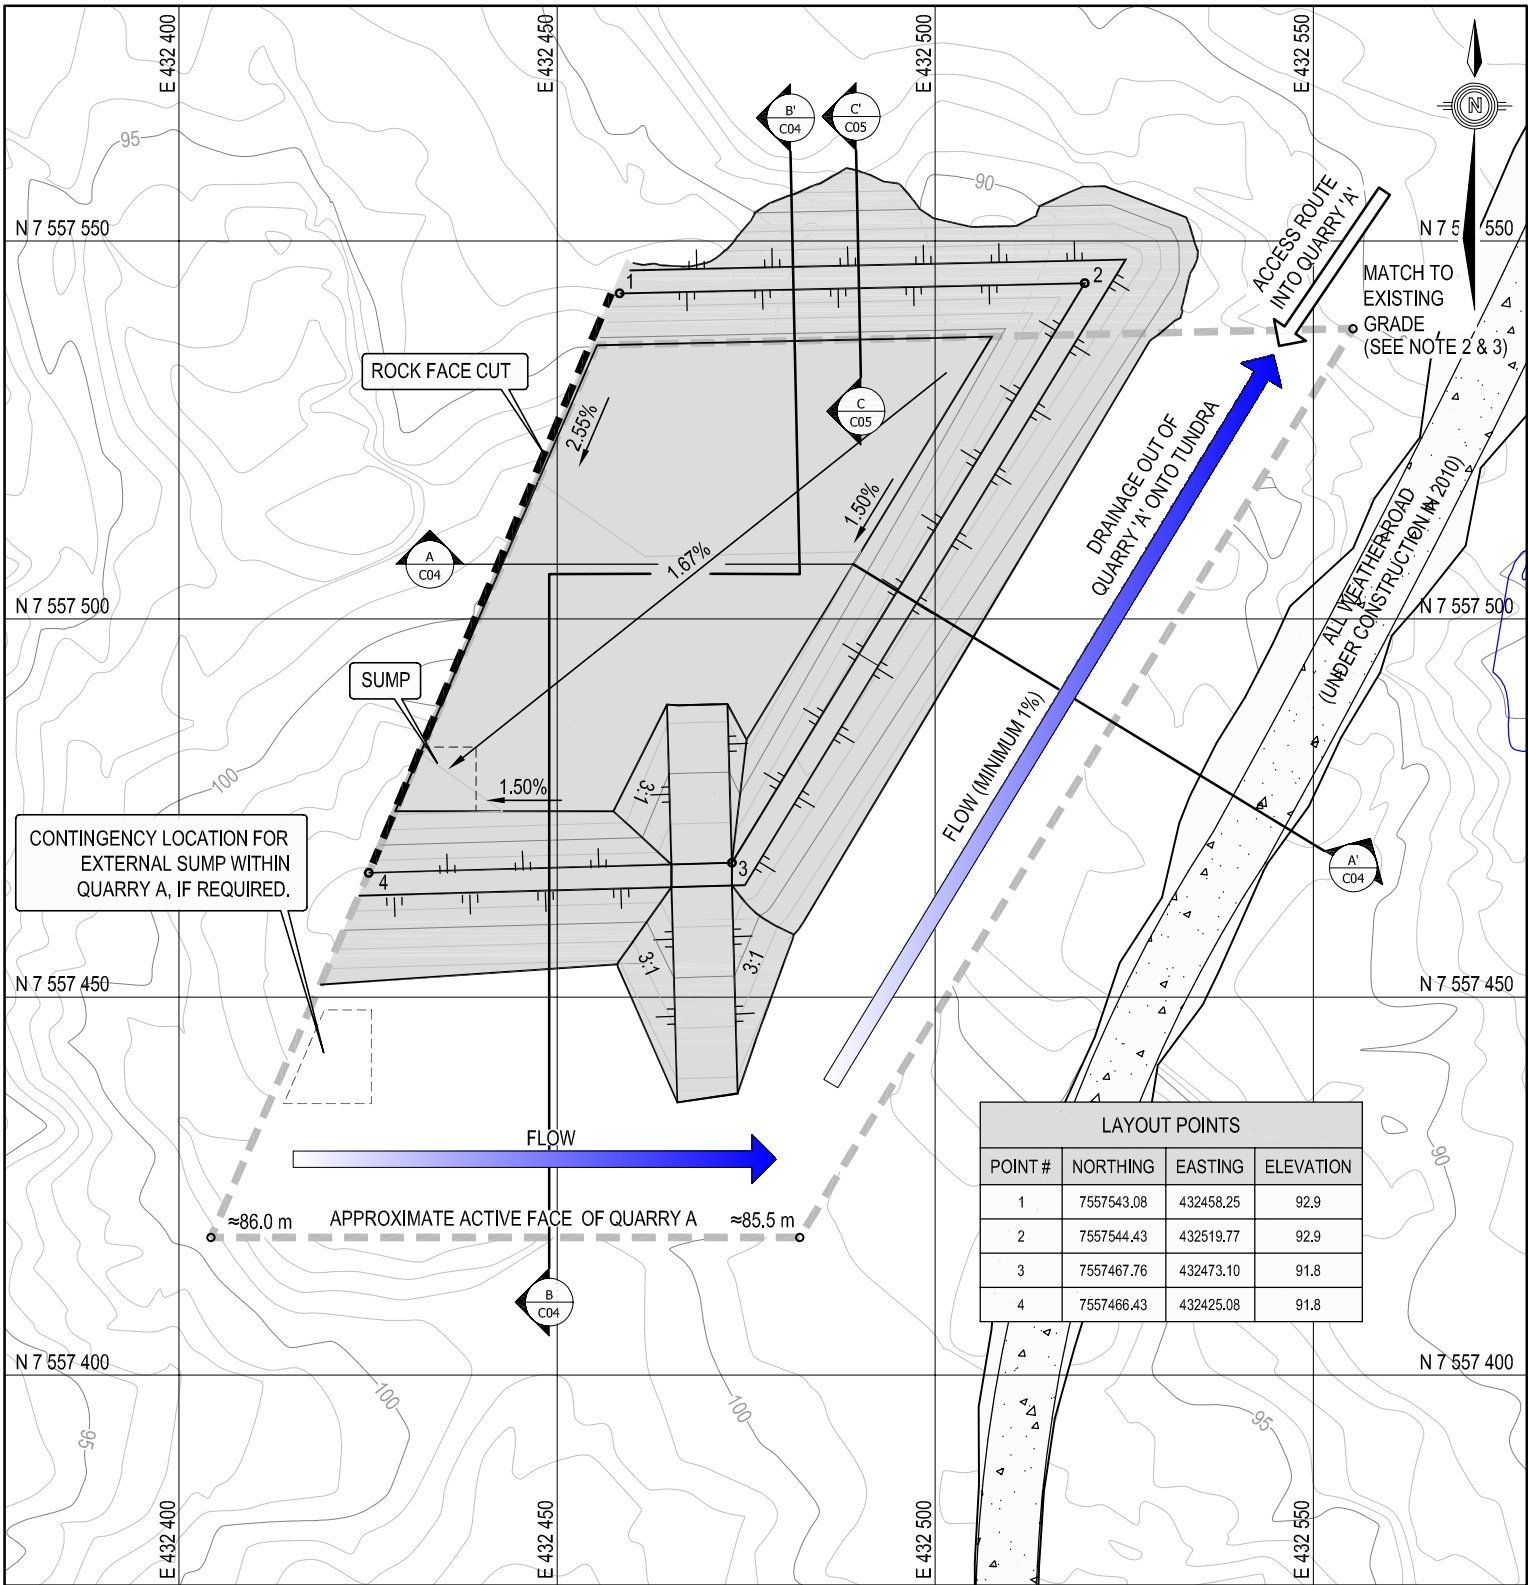 E 432 400
E 432 450
E 432 500
E 432 550
B'
C04
C'
C05
N
95
90
N 7 557 550
N 7 5 550
ACCESS ROUTE
INTO QUARRY 'A'
1
2
MATCH TO
EXISTING
GRADE
(SEE NOTE 2 & 3)
ROCK FACE CUT
2.55%
C
C05
DRAINAGE OUT OF
QUARRY 'A' ONTO TUNDRA
1.50%
ALL WEATHER ROAD
(UNDER CONSTRUCTION IN 2010)
A
C04
1.67%
N 7 557 500
N 7 557 500
SUMP
FLOW (MINIMUM 1%)
100
1.50%
3:1
CONTINGENCY LOCATION FOR
EXTERNAL SUMP WITHIN
QUARRY A, IF REQUIRED.
4
3
A'
C04
3:1
3:1
N 7 557 450
N 7 557 450
FLOW
≈86.0 m
APPROXIMATE ACTIVE FACE OF QUARRY A
≈85.5 m
LAYOUT POINTS
POINT # NORTHING EASTING ELEVATION
1 7557543.08 432458.25 92.9
2 7557544.43 432519.77 92.9
3 7557467.76 432473.10 91.8
4 7557466.43 432425.08 91.8
90
B
C04
N 7 557 400
N 7 557 400
95
100
100
95
E 432 400
E 432 450
E 432 500
E 432 550